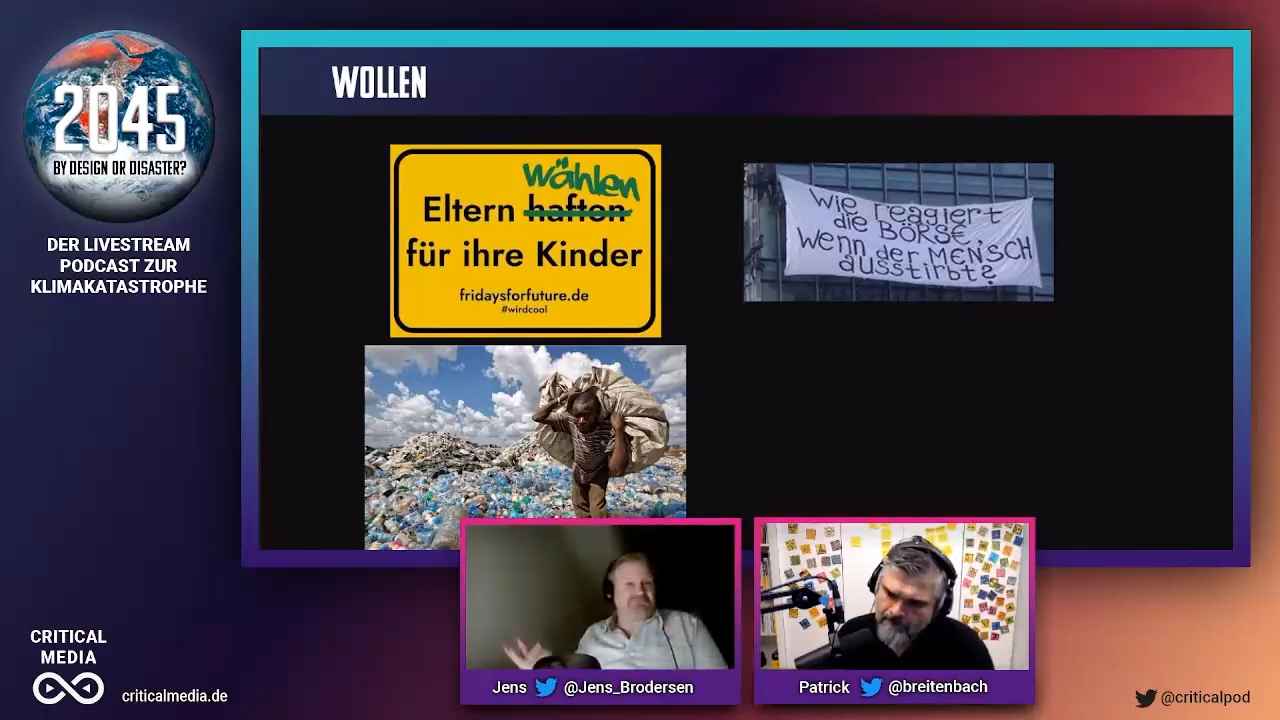 2045
BY DESIGN OR DISASTER?
DER LIVESTREAM
PODCAST ZUR
KLIMAKATASTROPHE
WOLLEN
wählen
Eltern haften
für ihre Kinder
fridaysforfuture.de
#wirdcool
Wie reagiert
die BÖRSE,
Wenn der MENSCH
ausstirbt?
Jens @Jens_Brodersen
Patrick @breitenbach
CRITICAL
MEDIA
criticalmedia.de
@criticalpod